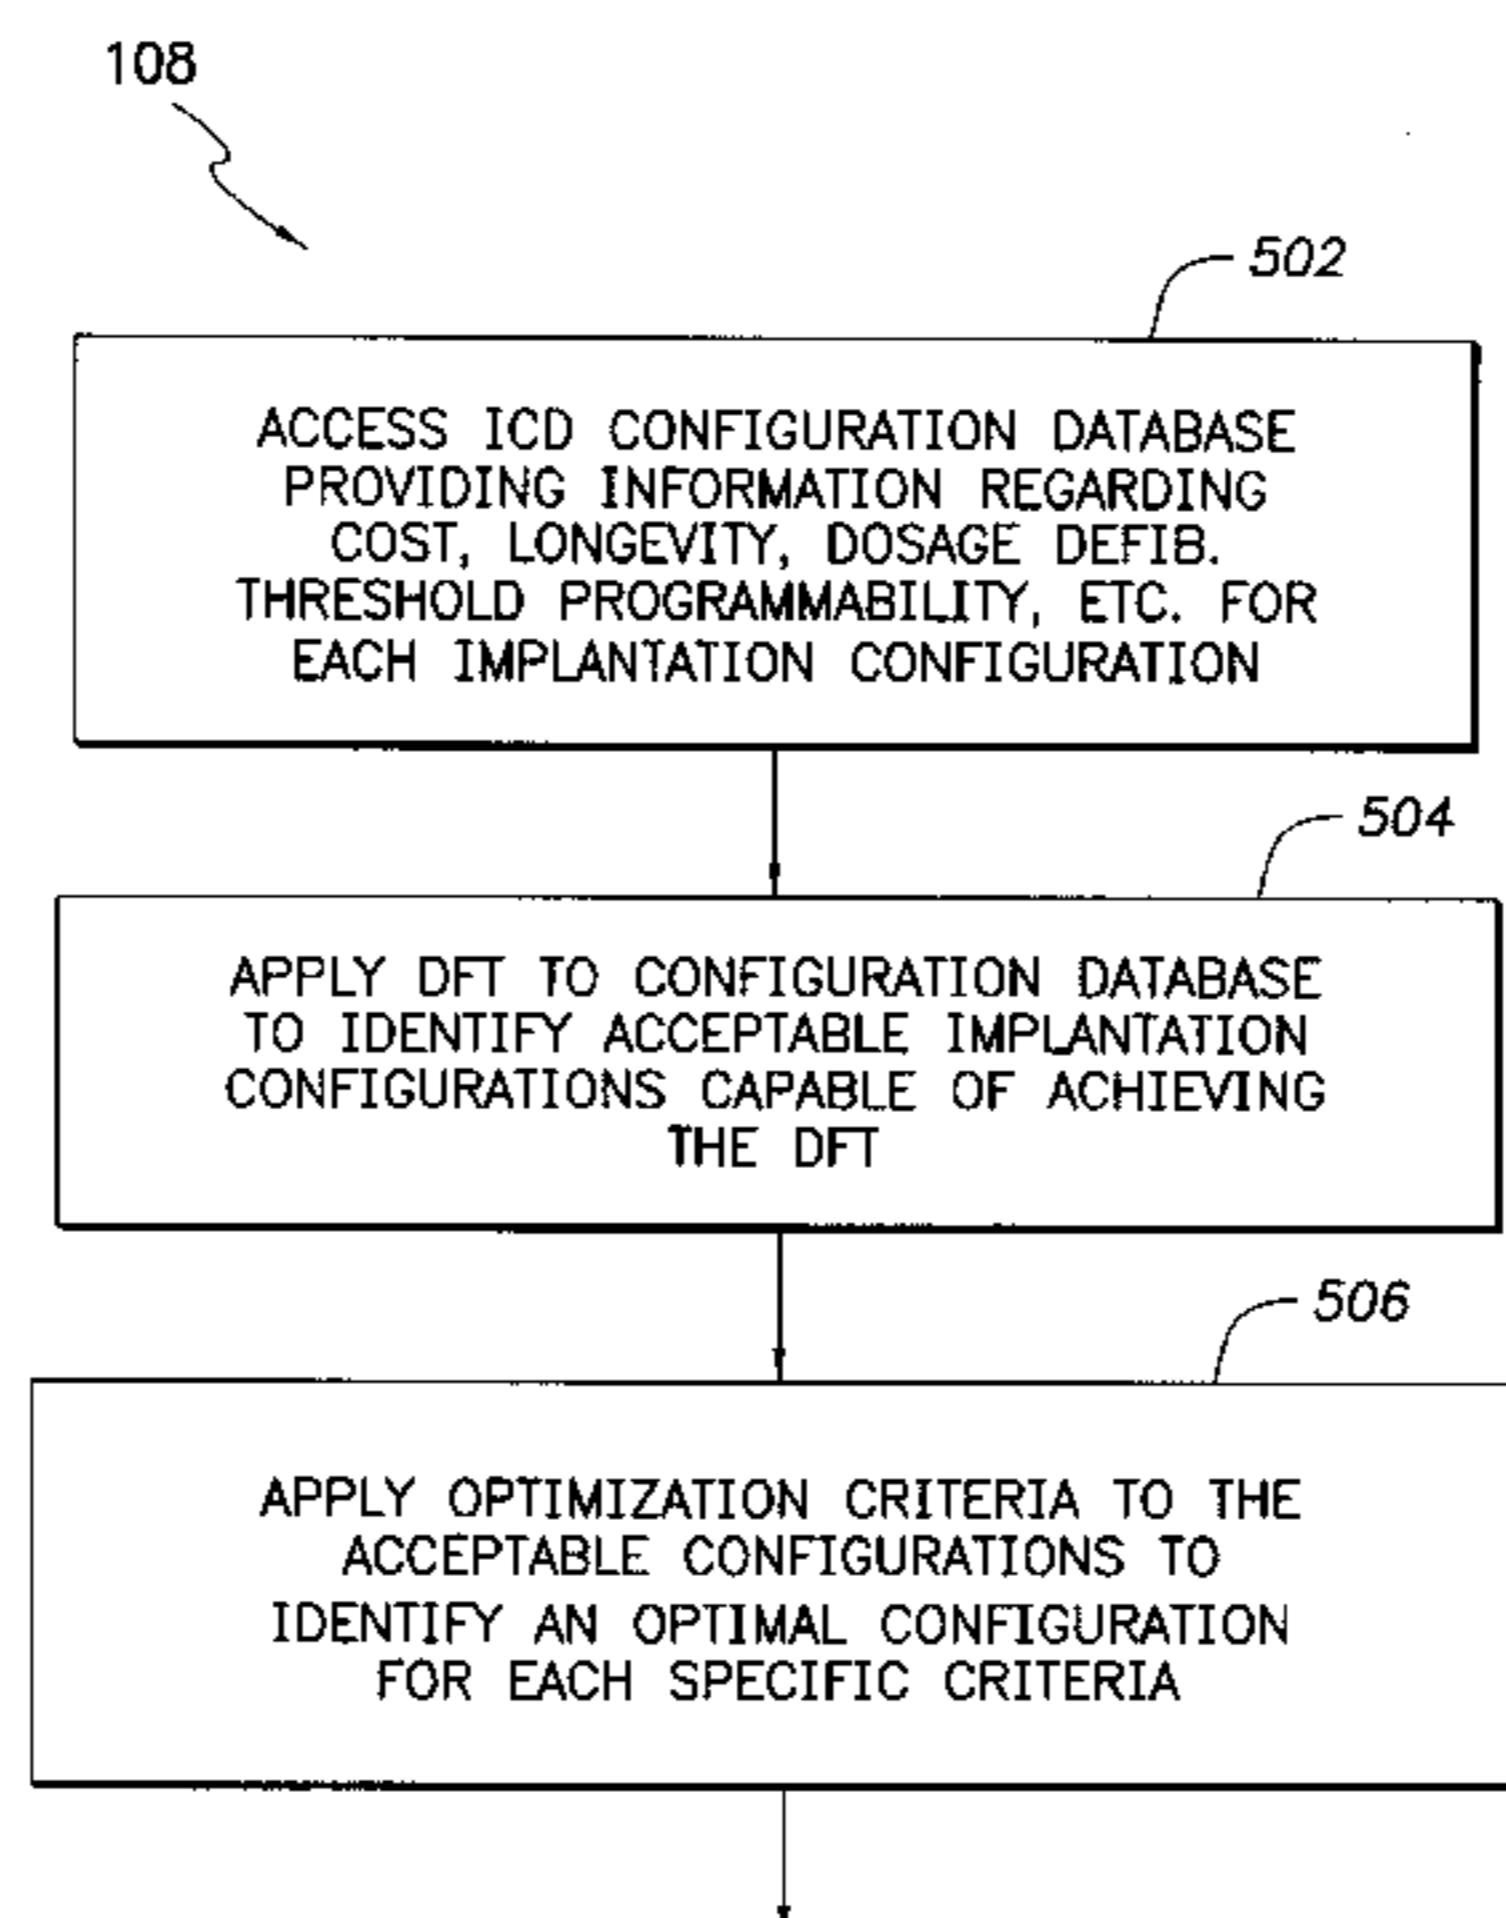 108
502
ACCESS ICD CONFIGURATION DATABASE
PROVIDING INFORMATION REGARDING
COST, LONGEVITY, DOSAGE DEFIB.
THRESHOLD PROGRAMMABILITY, ETC. FOR
EACH IMPLANTATION CONFIGURATION
504
APPLY DFT TO CONFIGURATION DATABASE
TO IDENTIFY ACCEPTABLE IMPLANTATION
CONFIGURATIONS CAPABLE OF ACHIEVING
THE DFT
506
APPLY OPTIMIZATION CRITERIA TO THE
ACCEPTABLE CONFIGURATIONS TO
IDENTIFY AN OPTIMAL CONFIGURATION
FOR EACH SPECIFIC CRITERIA